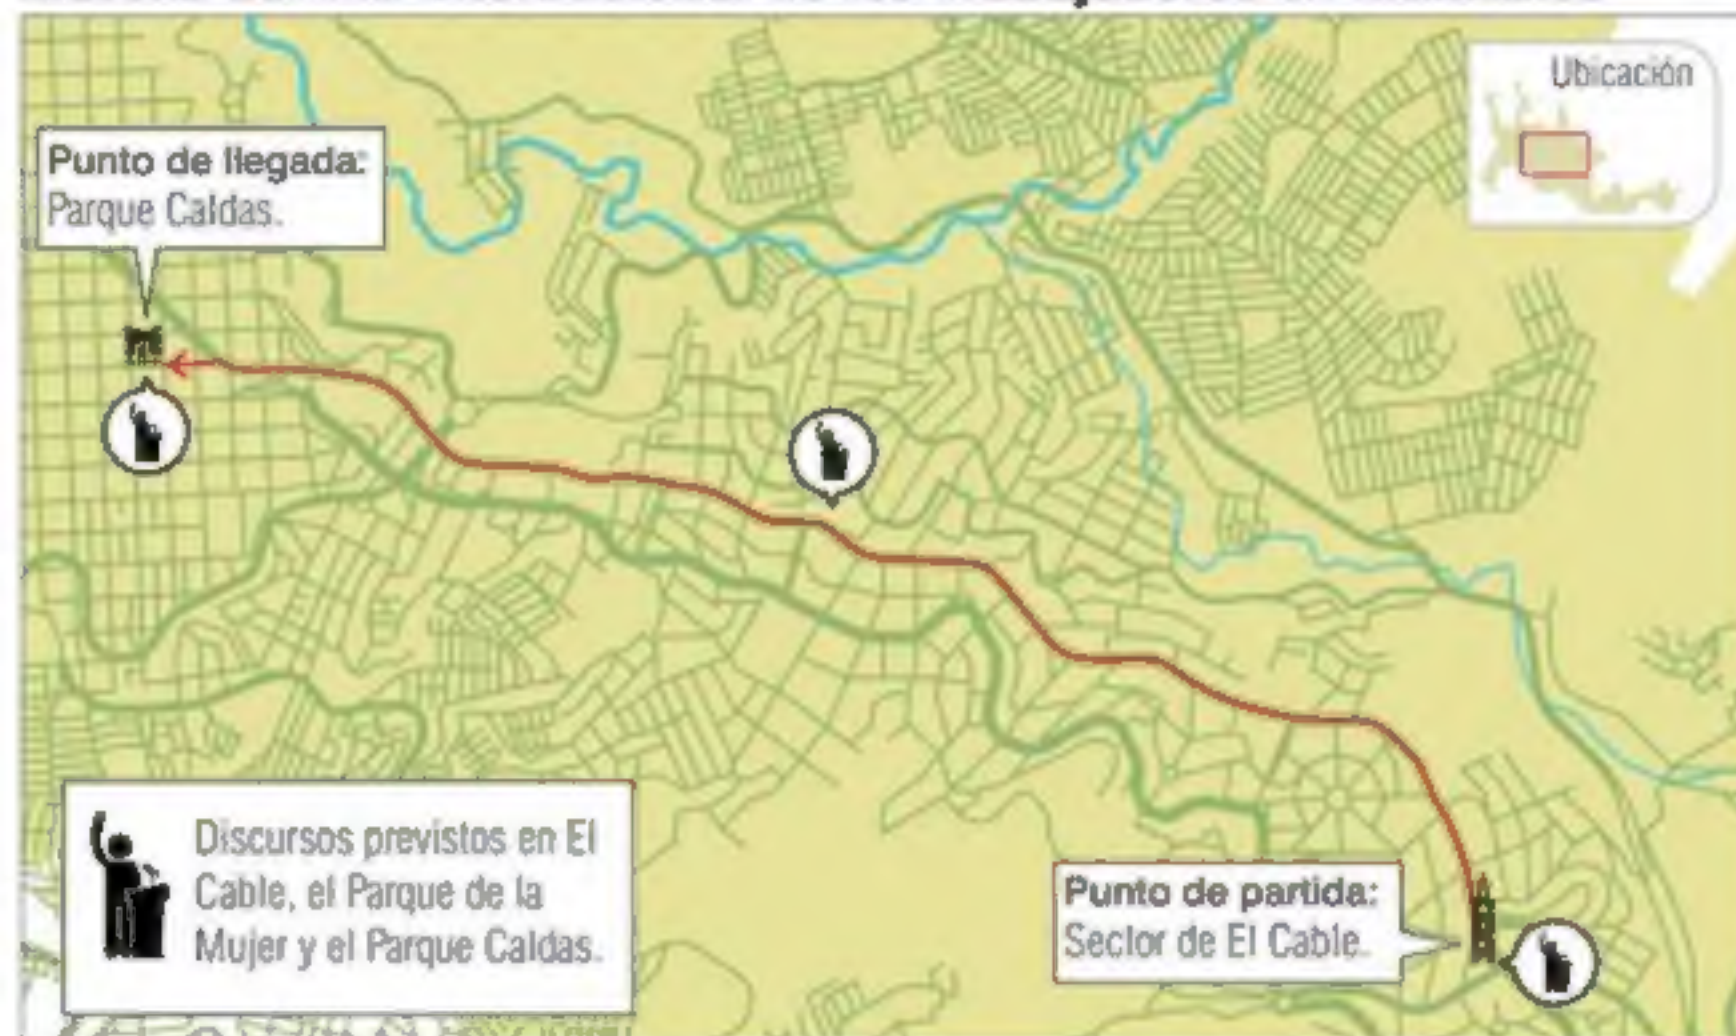 Ubicación
Punto de llegada:
Parque Caldas.
Discursos previstos en El
Cable, el Parque de la
Mujer y el Parque Caldas.
Punto de partida:
Sector de El Cable.